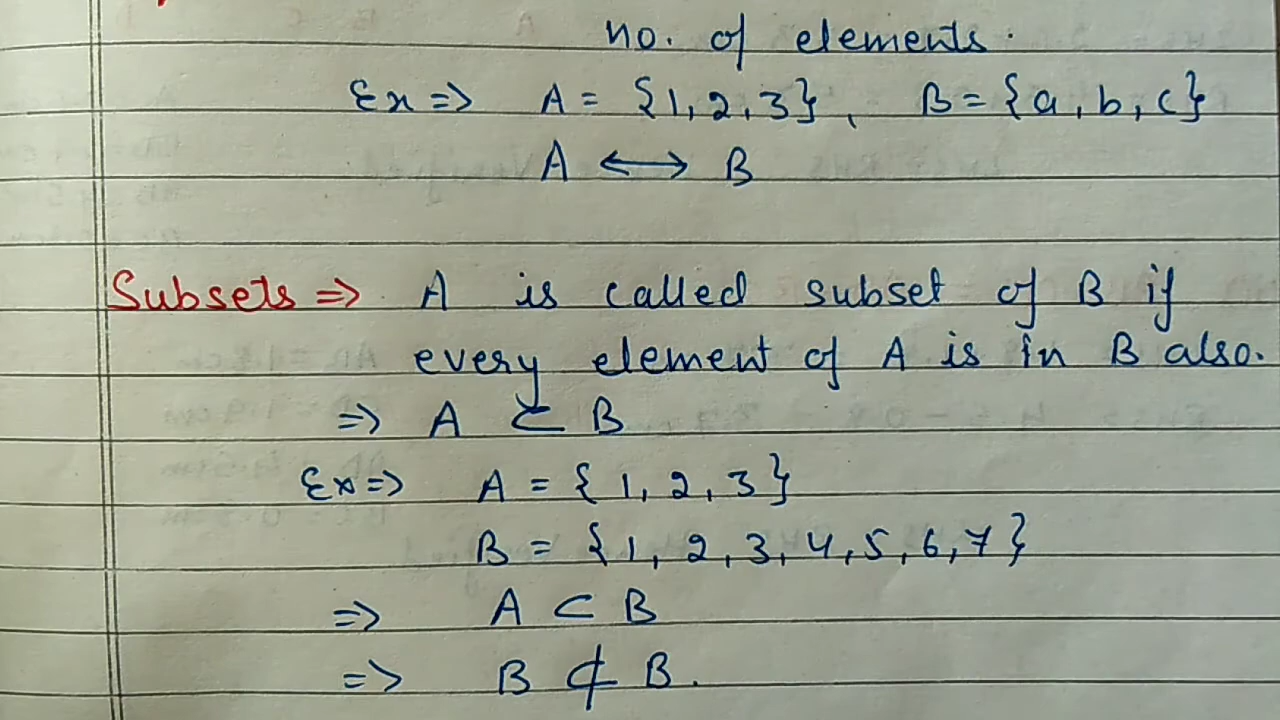 no. of elements.
Ex => A = {1, 2, 3}, B = {a, b, c}
A ⟷ B
Subsets => A is called subset of B if
every element of A is in B also.
=> A ⊂ B
Ex => A = {1, 2, 3}
B = {1, 2, 3, 4, 5, 6, 7}
=> A ⊂ B
=> B ⊄ B.